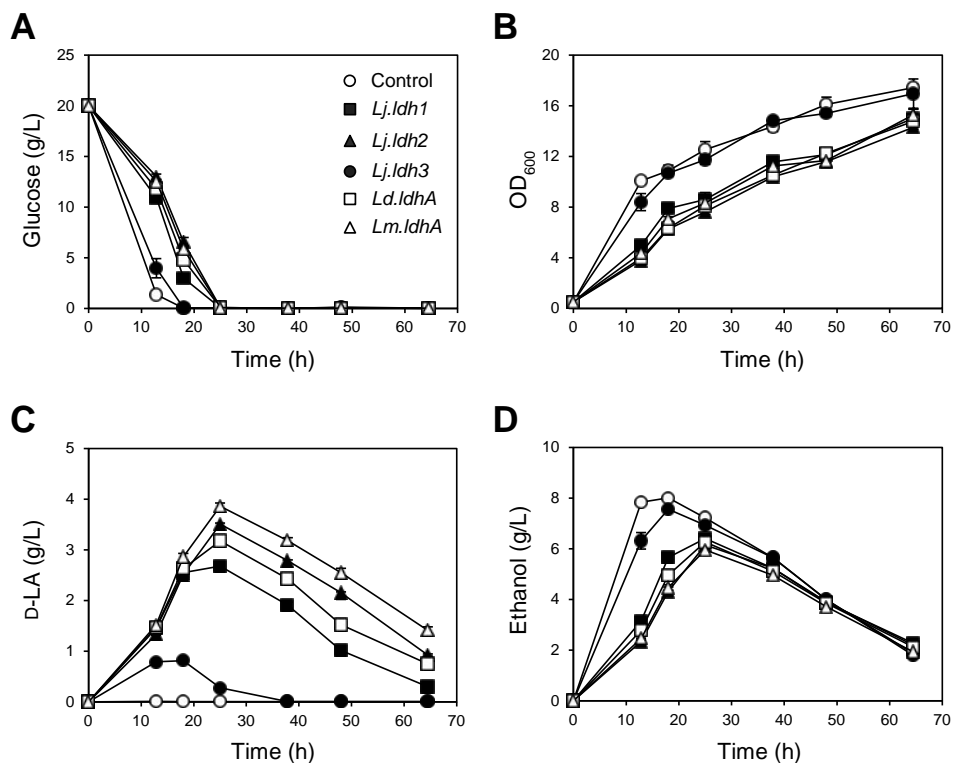 A
25
20
15
10
5
0
Glucose (g/L)
0 10 20 30 40 50 60 70
Time (h)
Control
Lj.ldh1
Lj.ldh2
Lj.ldh3
Ld.ldhA
Lm.ldhA
B
20
16
12
8
4
0
OD600
0 10 20 30 40 50 60 70
Time (h)
C
5
4
3
2
1
0
D-LA (g/L)
0 10 20 30 40 50 60 70
Time (h)
D
10
8
6
4
2
0
Ethanol (g/L)
0 10 20 30 40 50 60 70
Time (h)